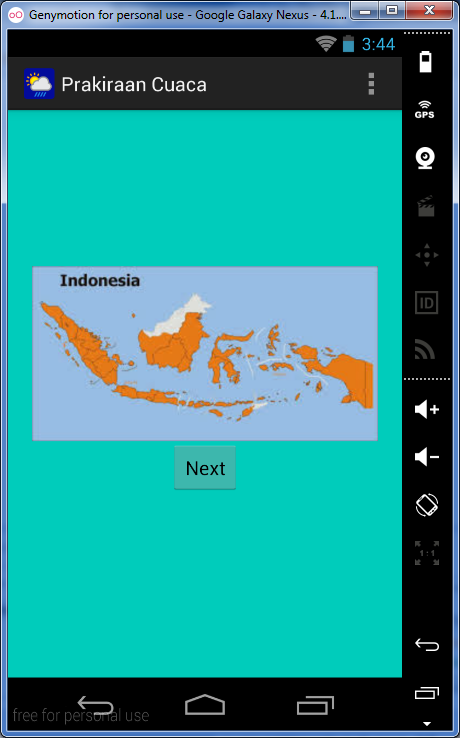 Genymotion for personal use - Google Galaxy Nexus - 4.1....
3:44
Prakiraan Cuaca
GPS
ID
Indonesia
Next
1:1
free for personal use